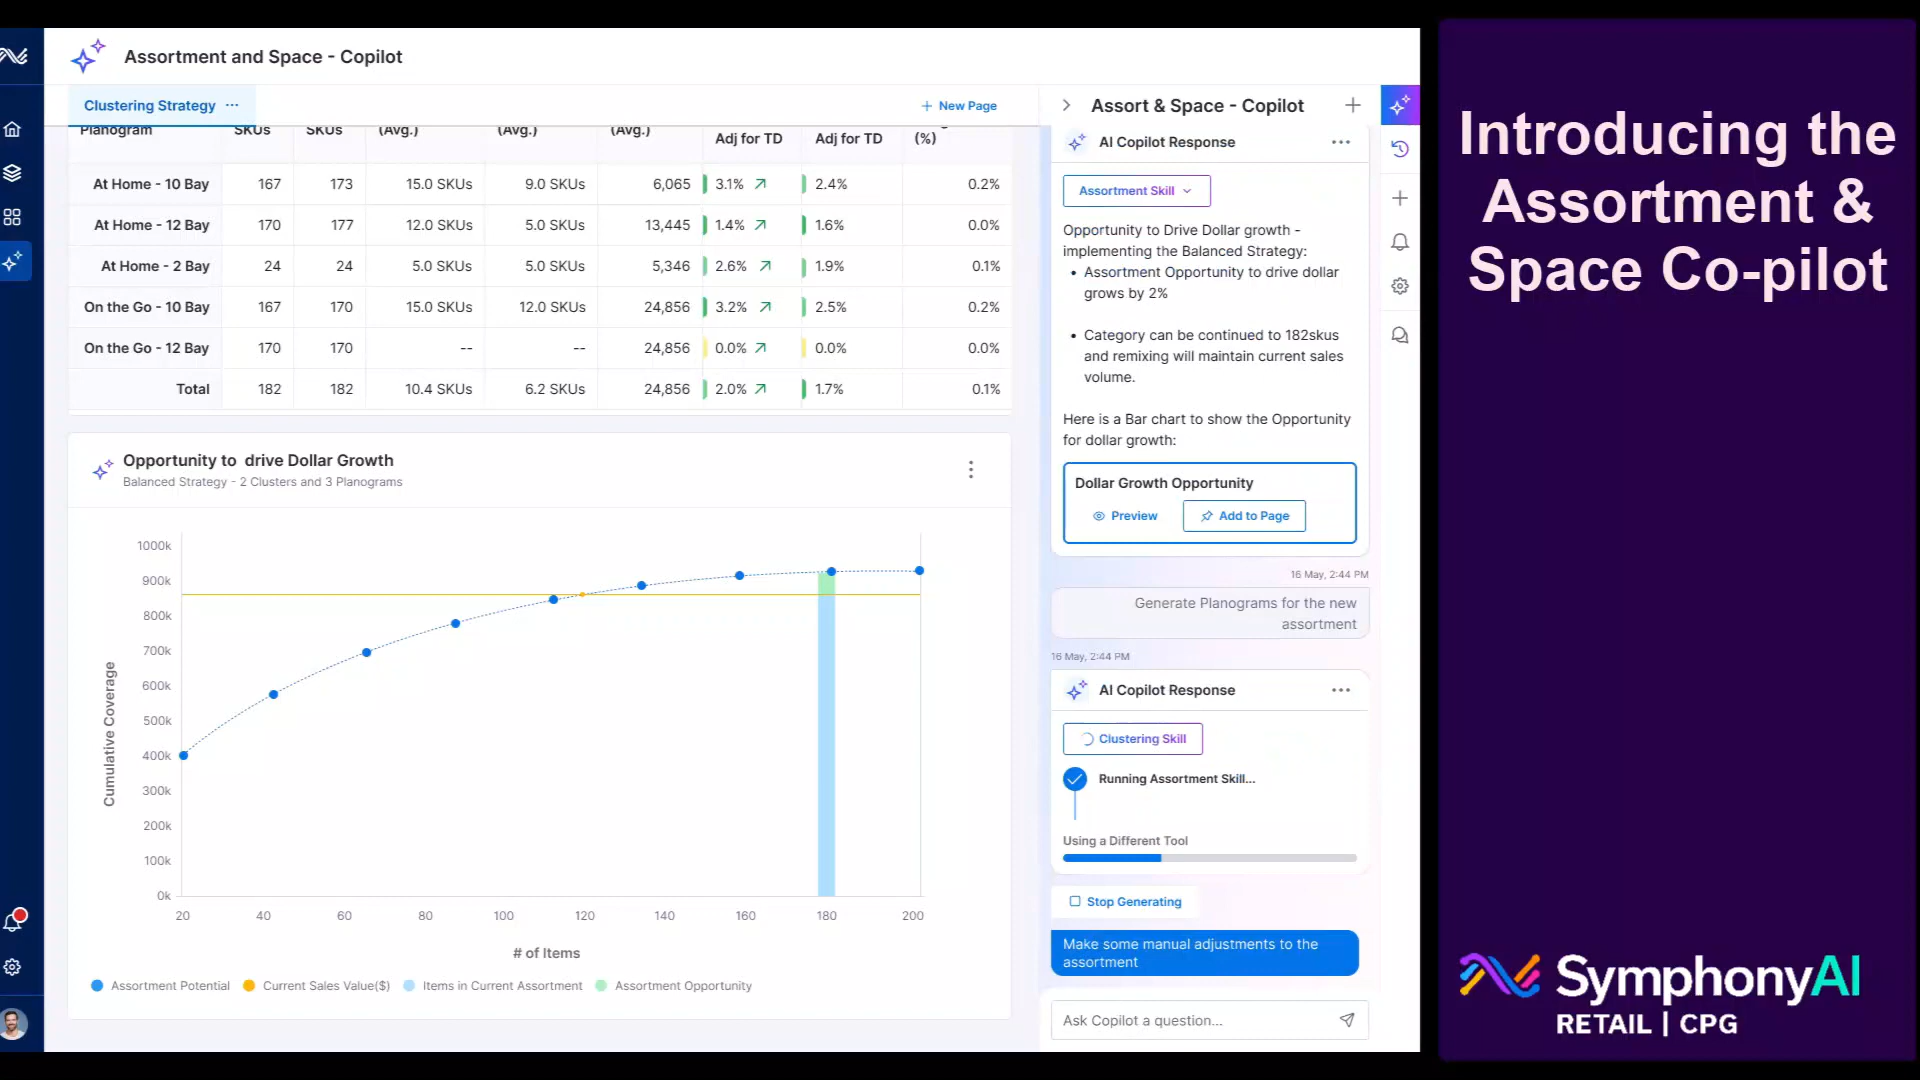 Assortment and Space - Copilot
Clustering Strategy ...
+ New Page
Planogram SKUs SKUs (Avg.) (Avg.) (Avg.) Adj for TD Adj for TD (%)
At Home - 10 Bay 167 173 15.0 SKUs 9.0 SKUs 6,065 3.1% 2.4% 0.2%
At Home - 12 Bay 170 177 12.0 SKUs 5.0 SKUs 13,445 1.4% 1.6% 0.0%
At Home - 2 Bay 24 24 5.0 SKUs 5.0 SKUs 5,346 2.6% 1.9% 0.1%
On the Go - 10 Bay 167 170 15.0 SKUs 12.0 SKUs 24,856 3.2% 2.5% 0.2%
On the Go - 12 Bay 170 170 -- -- 24,856 0.0% 0.0% 0.0%
Total 182 182 10.4 SKUs 6.2 SKUs 24,856 2.0% 1.7% 0.1%
Opportunity to drive Dollar Growth
Balanced Strategy - 2 Clusters and 3 Planograms
Cumulative Coverage
1000k
900k
800k
700k
600k
500k
400k
300k
200k
100k
0k
20 40 60 80 100 120 140 160 180 200
# of Items
Assortment Potential Current Sales Value($) Items in Current Assortment Assortment Opportunity
Assort & Space - Copilot
AI Copilot Response
Assortment Skill
Opportunity to Drive Dollar growth -
implementing the Balanced Strategy:
• Assortment Opportunity to drive dollar
grows by 2%
• Category can be continued to 182skus
and remixing will maintain current sales
volume.
Here is a Bar chart to show the Opportunity
for dollar growth:
Dollar Growth Opportunity
Preview Add to Page
16 May, 2:44 PM
Generate Planograms for the new
assortment
16 May, 2:44 PM
AI Copilot Response
Clustering Skill
Running Assortment Skill...
Using a Different Tool
Stop Generating
Make some manual adjustments to the
assortment
Ask Copilot a question...
Introducing the
Assortment &
Space Co-pilot
SymphonyAI
RETAIL | CPG